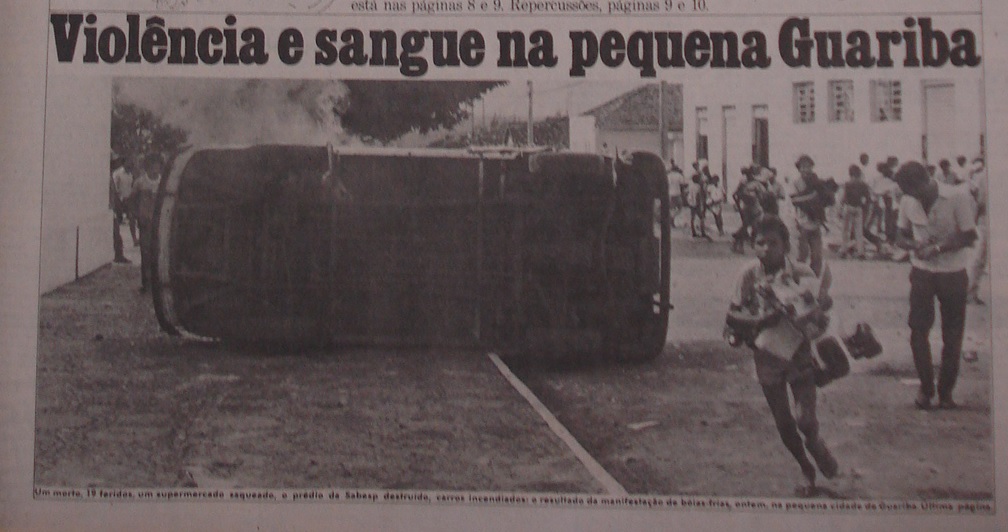 está nas páginas 8 e 9. Repercussões, páginas 9 e 10.
Violência e sangue na pequena Guariba
Um morto, 19 feridos, um supermercado saqueado, o prédio da Sabesp destruído, carros incendiados: o resultado da manifestação de bóias-frias, ontem, na pequena cidade de Guariba Última página